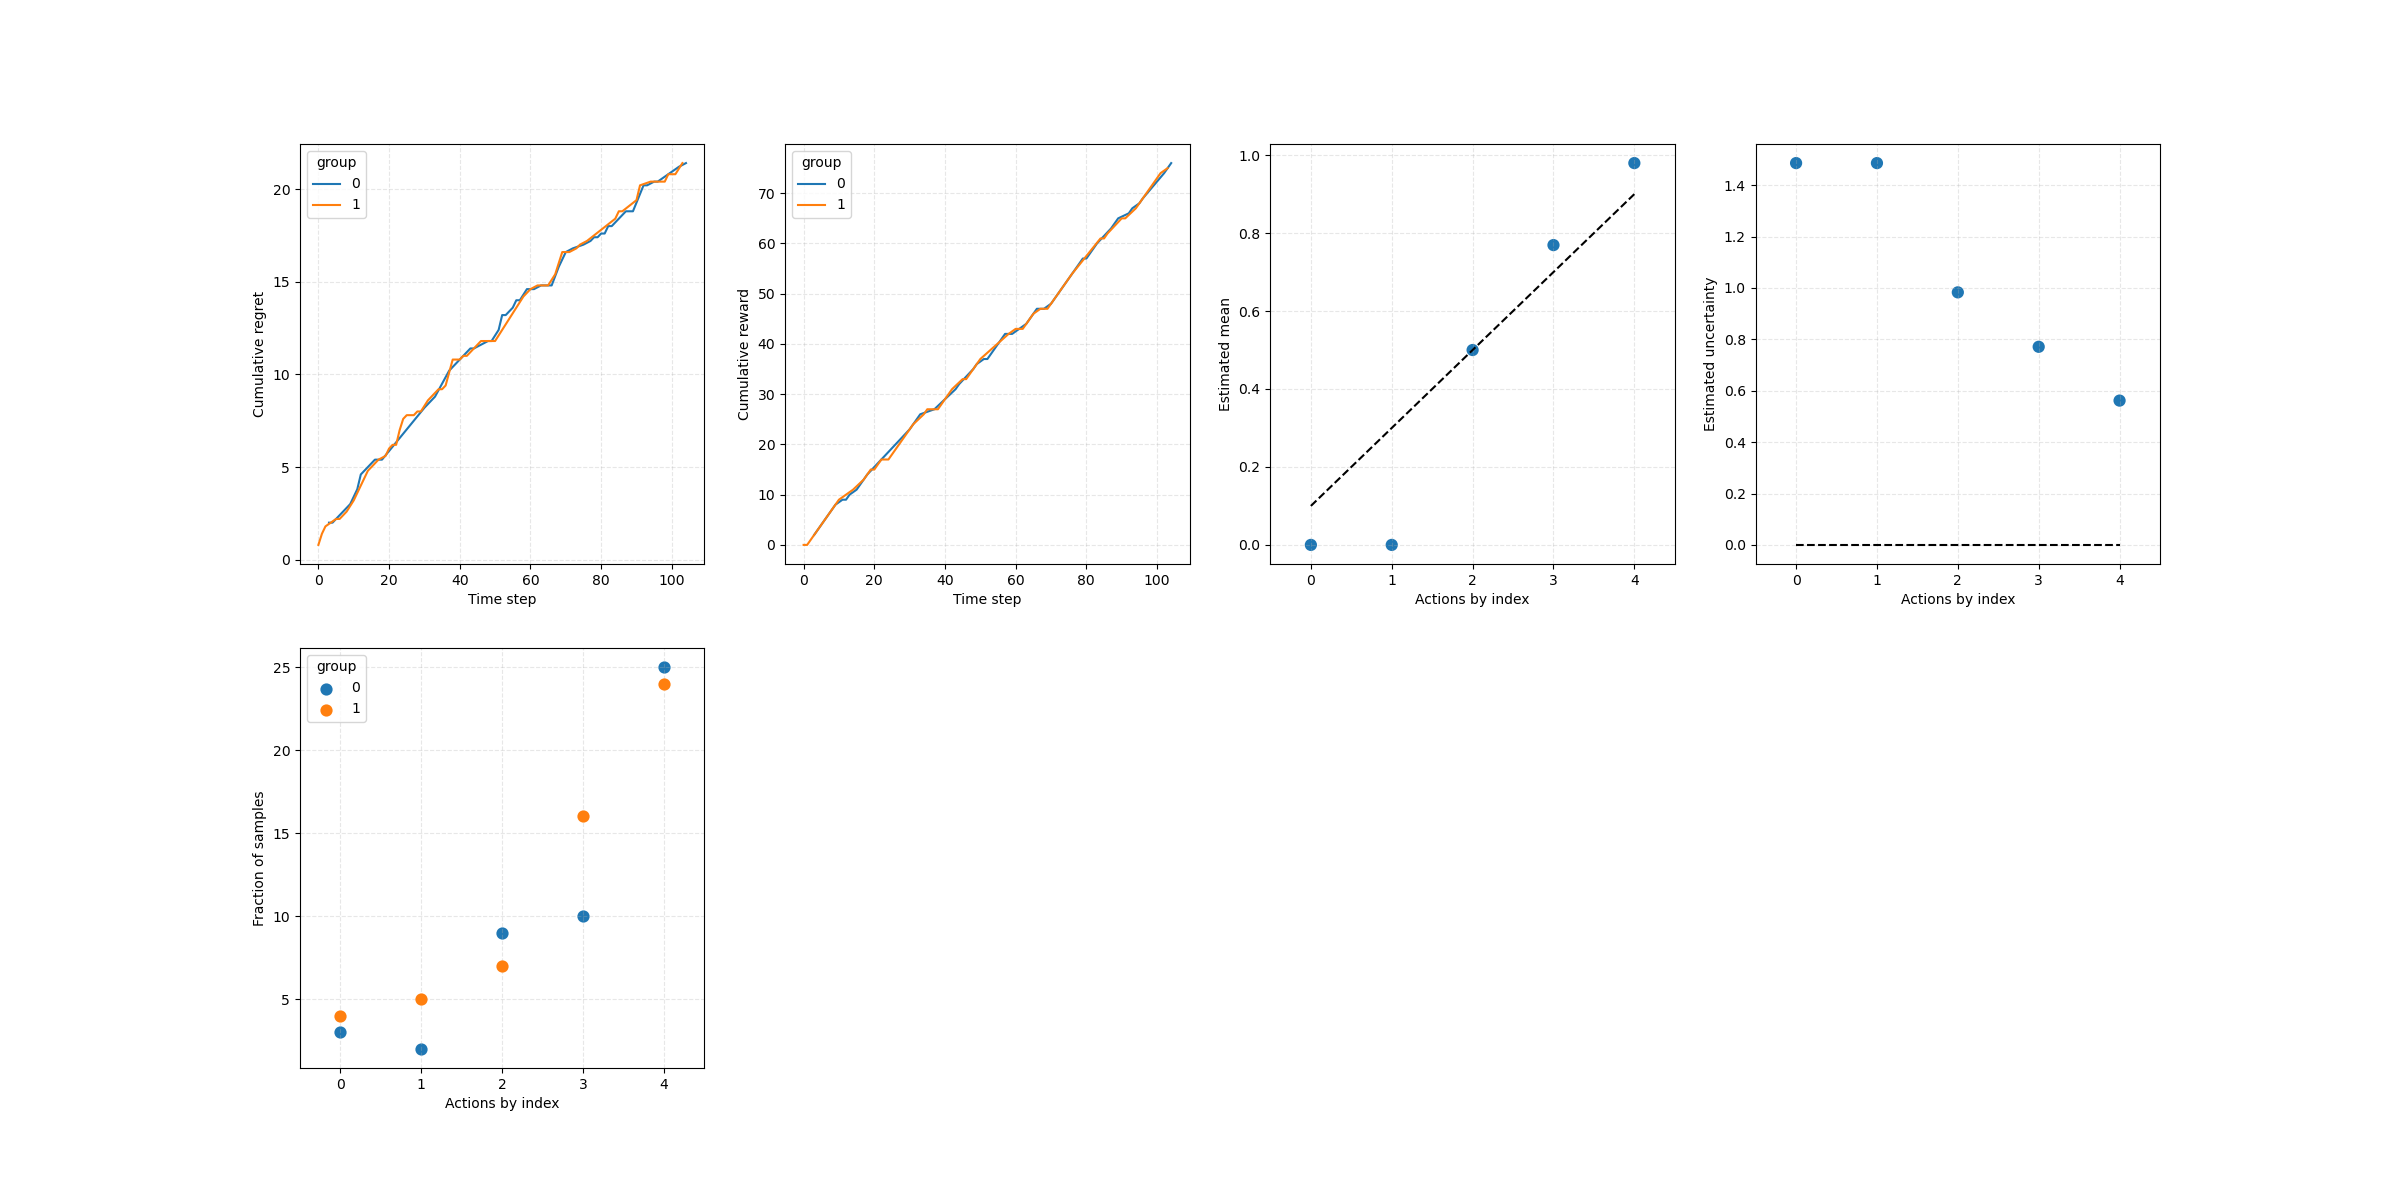 group
0
1
Cumulative regret
20
15
10
5
0
0 20 40 60 80 100
Time step
group
0
1
Cumulative reward
70
60
50
40
30
20
10
0
0 20 40 60 80 100
Time step
Estimated mean
1.0
0.8
0.6
0.4
0.2
0.0
0 1 2 3 4
Actions by index
Estimated uncertainty
1.4
1.2
1.0
0.8
0.6
0.4
0.2
0.0
0 1 2 3 4
Actions by index
group
0
1
Fraction of samples
25
20
15
10
5
0 1 2 3 4
Actions by index